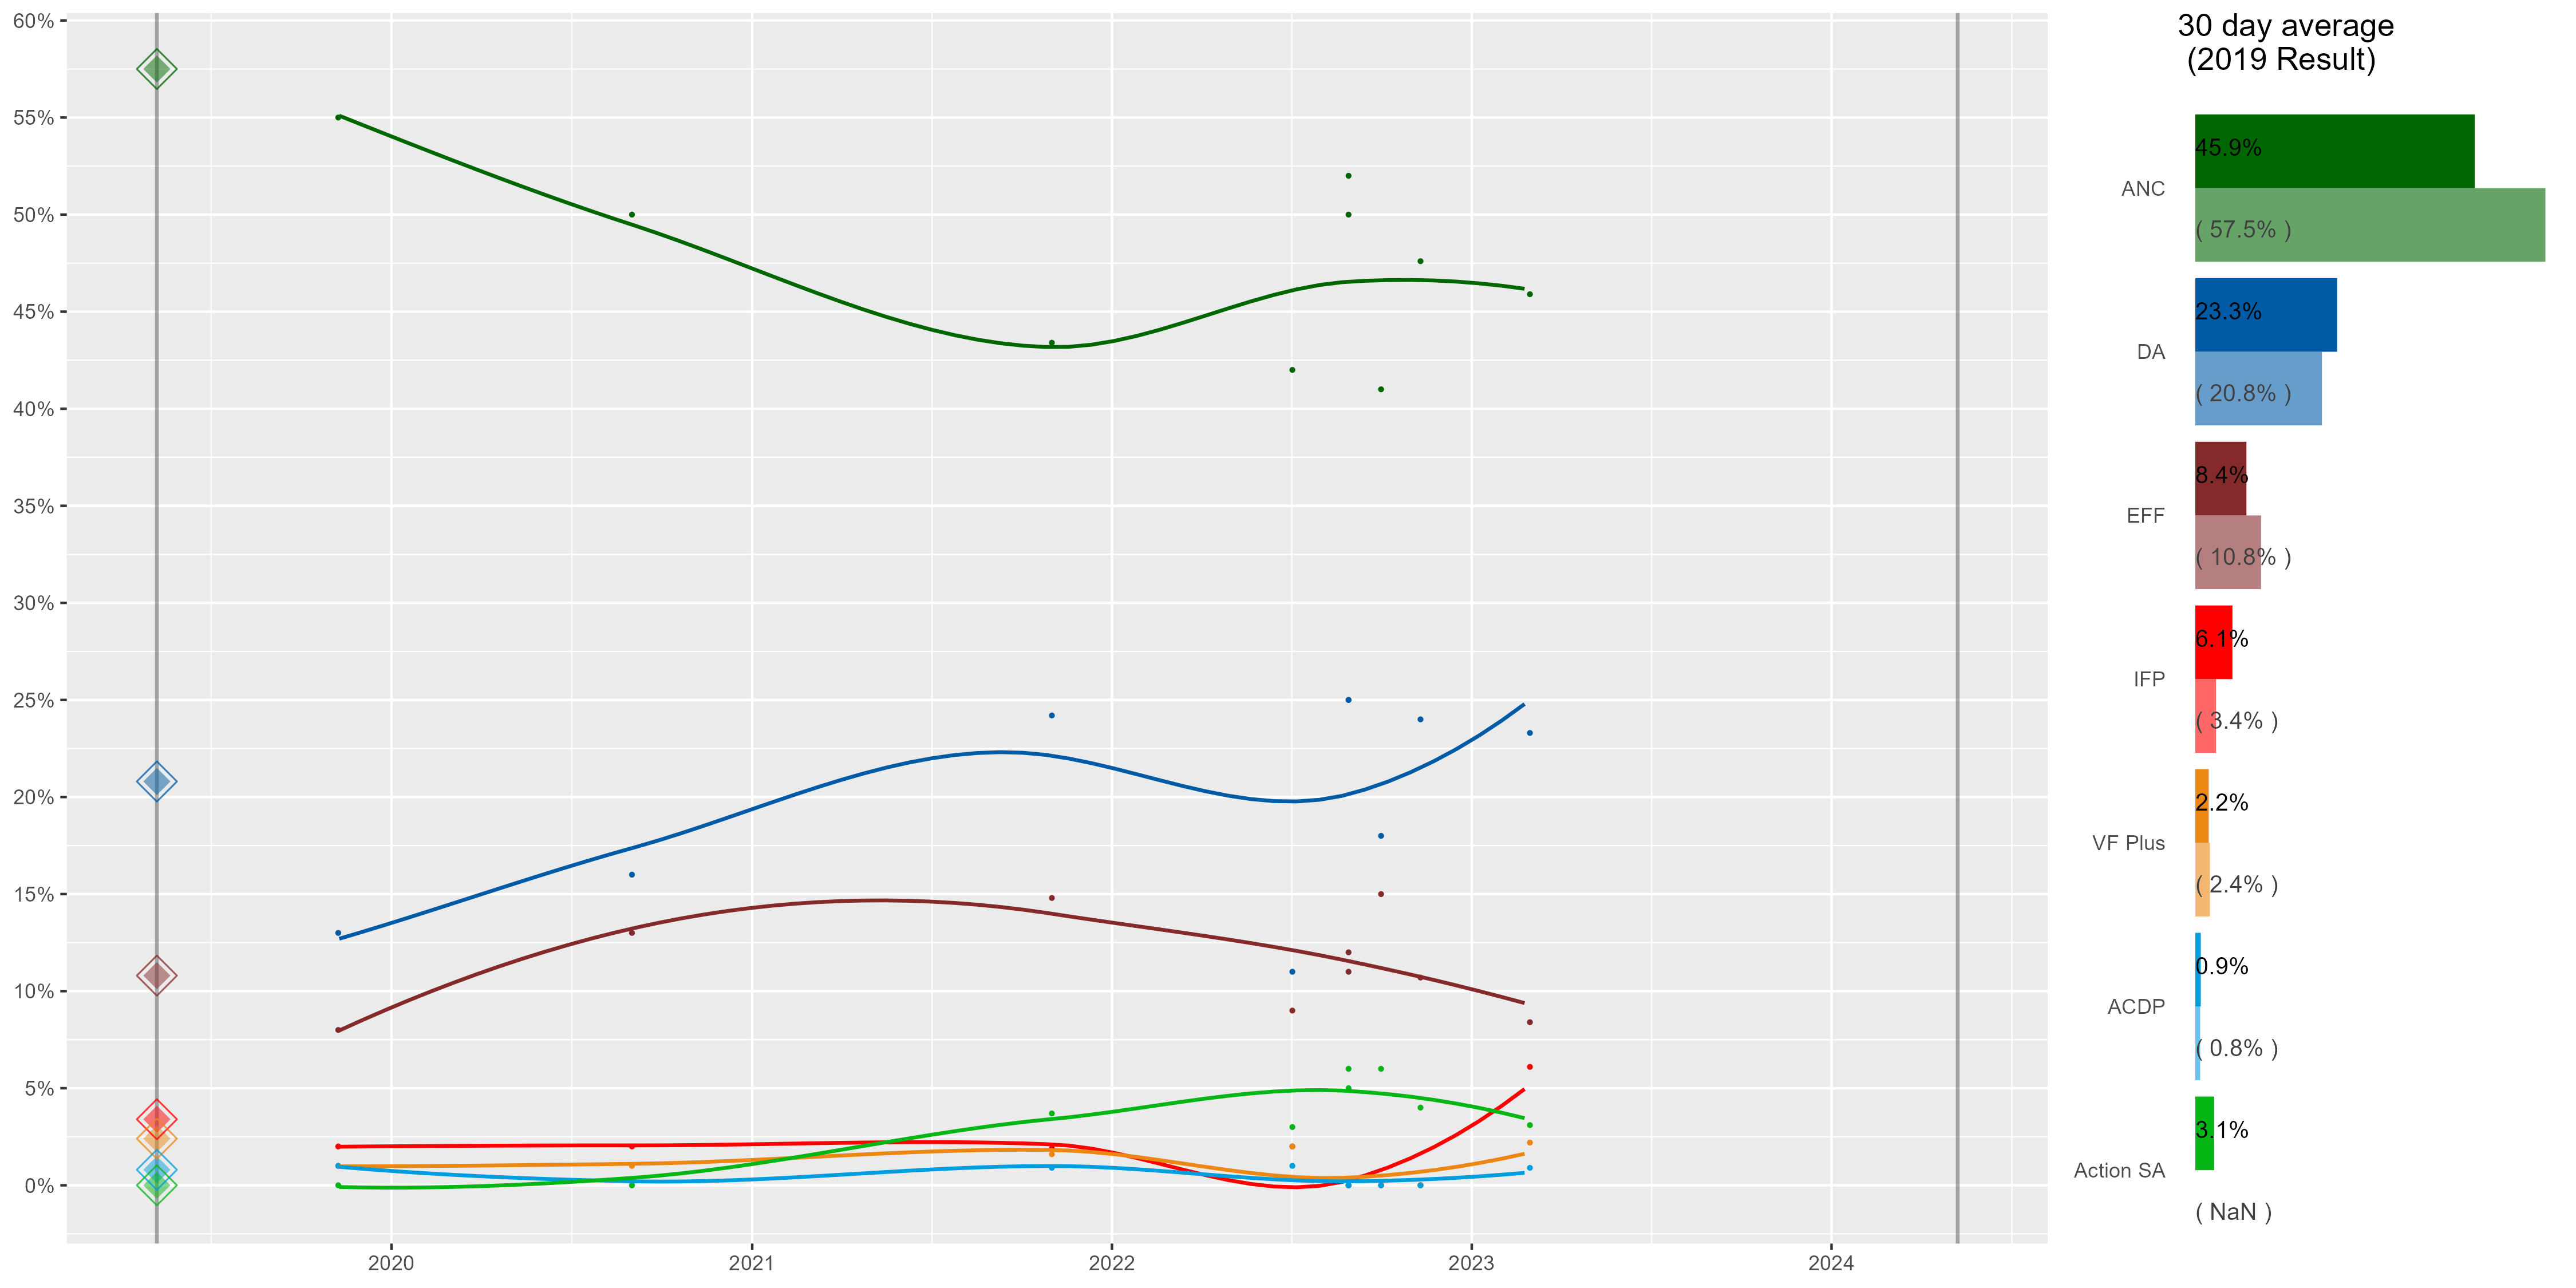 60%
55%
50%
45%
40%
35%
30%
25%
20%
15%
10%
5%
0%
2020
2021
2022
2023
2024
30 day average
(2019 Result)
ANC
45.9%
( 57.5% )
DA
23.3%
( 20.8% )
EFF
8.4%
( 10.8% )
IFP
6.1%
( 3.4% )
VF Plus
2.2%
( 2.4% )
ACDP
0.9%
( 0.8% )
Action SA
3.1%
( NaN )